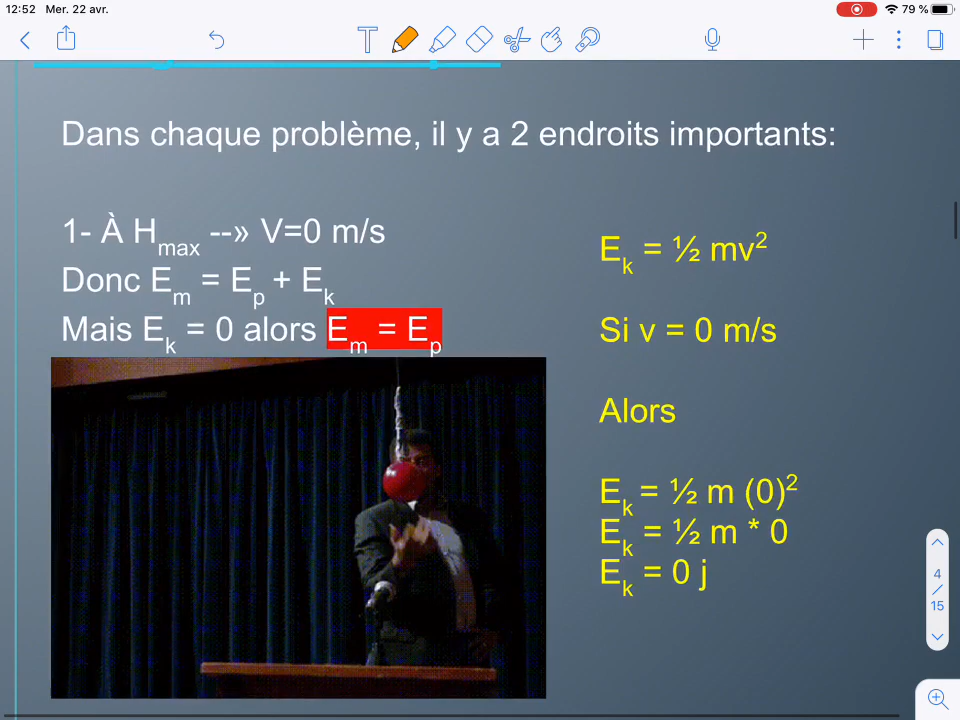 12:52 Mer. 22 avr.
79 %
T
Dans chaque problème, il y a 2 endroits importants:
1- À Hmax --» V=0 m/s
Donc Em = Ep + Ek
Mais Ek = 0 alors Em = Ep
Ek = ½ mv²
Si v = 0 m/s
Alors
Ek = ½ m (0)²
Ek = ½ m * 0
Ek = 0 j
4
/
15